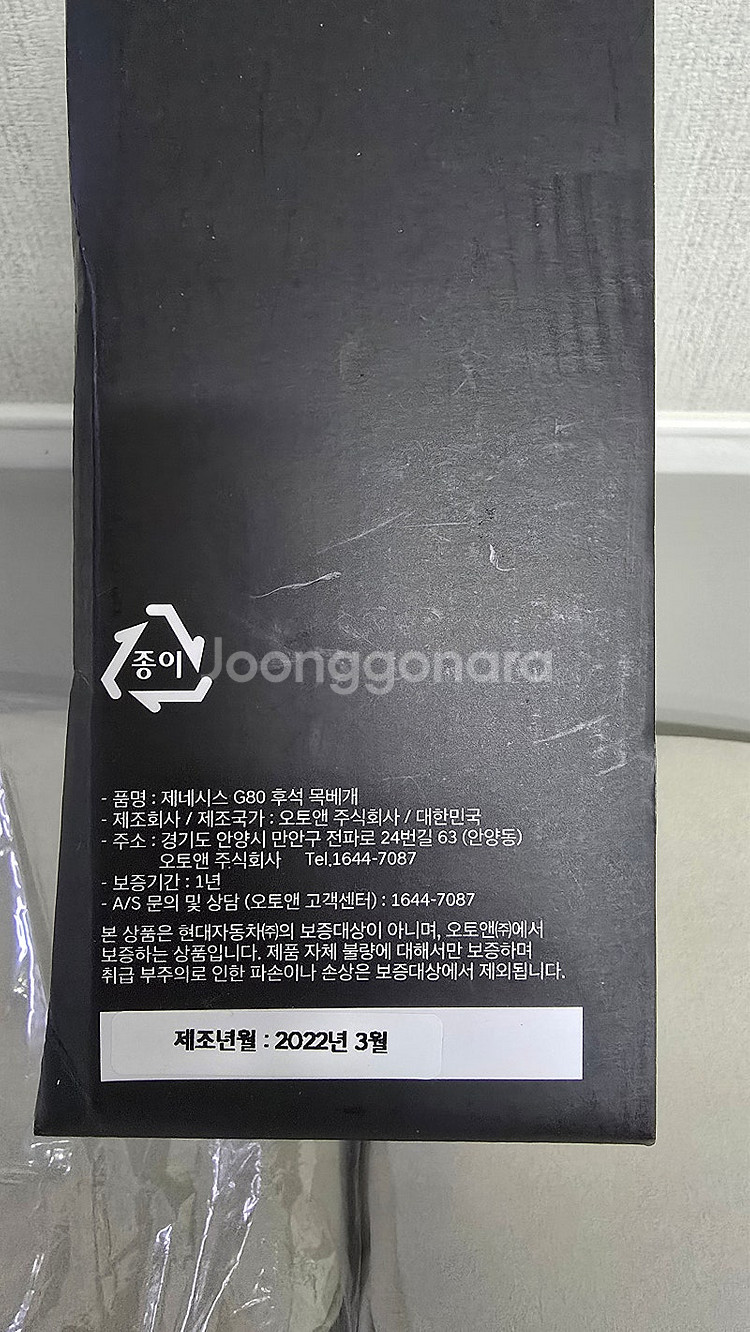 종이
Joonggonara
- 품명 : 제네시스 G80 후석 목베개
- 제조회사 / 제조국가 : 오토앤 주식회사 / 대한민국
- 주소 : 경기도 안양시 만안구 전파로 24번길 63 (안양동)
오토앤 주식회사 Tel.1644-7087
- 보증기간 : 1년
- A/S 문의 및 상담 (오토앤 고객센터) : 1644-7087
본 상품은 현대자동차㈜의 보증대상이 아니며, 오토앤㈜에서
보증하는 상품입니다. 제품 자체 불량에 대해서만 보증하며
취급 부주의로 인한 파손이나 손상은 보증대상에서 제외됩니다.
제조년월 : 2022년 3월